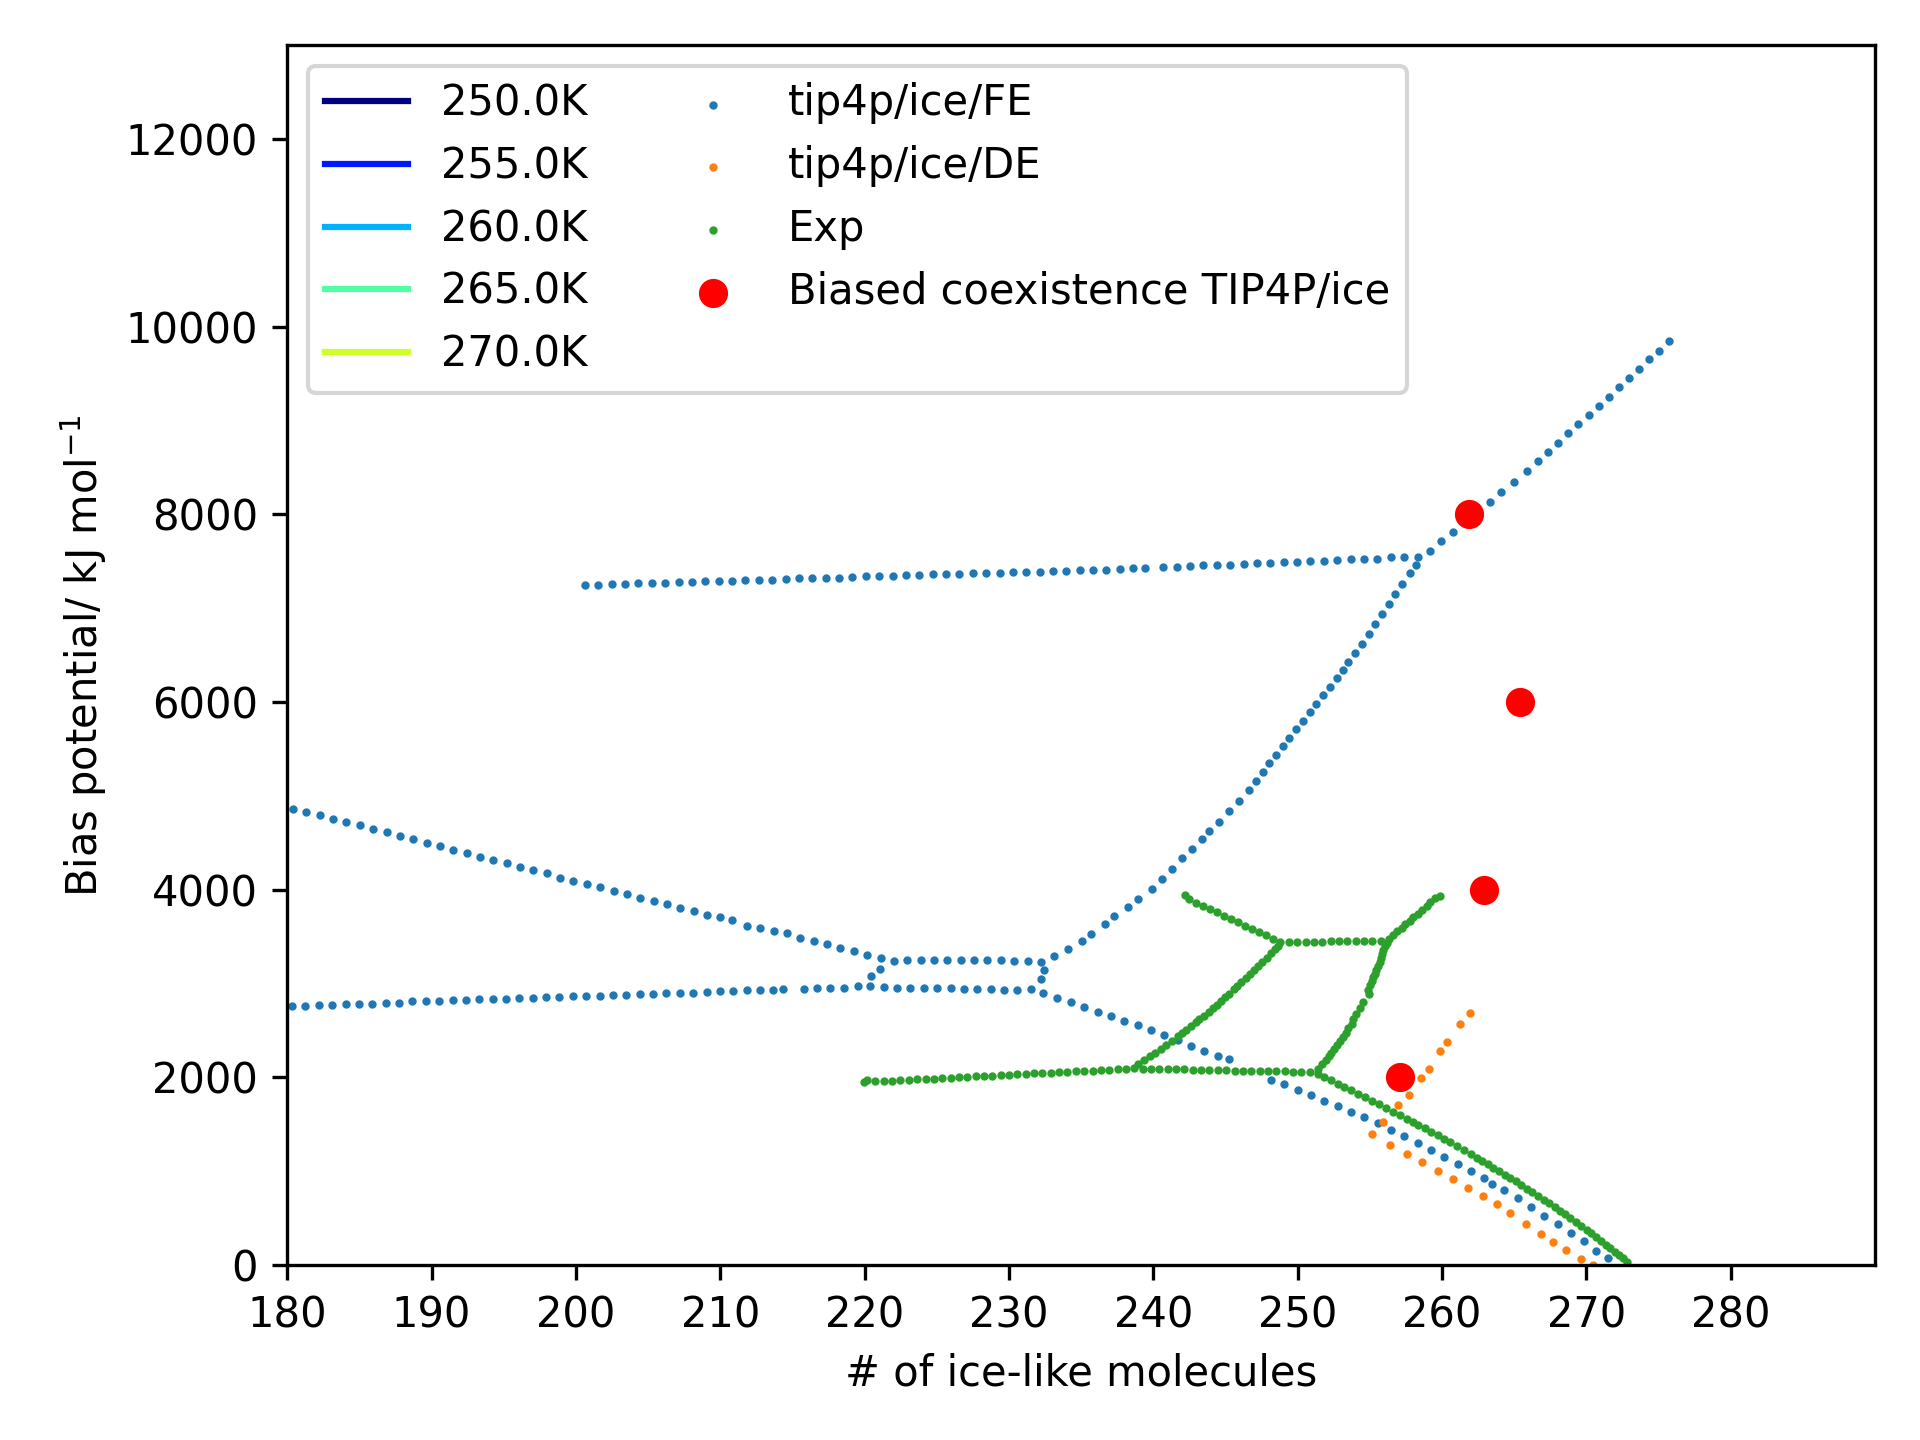 250.0K
255.0K
260.0K
265.0K
270.0K
tip4p/ice/FE
tip4p/ice/DE
Exp
Biased coexistence TIP4P/ice
12000
10000
8000
6000
4000
2000
0
Bias potential/ kJ mol⁻¹
180 190 200 210 220 230 240 250 260 270 280
# of ice-like molecules